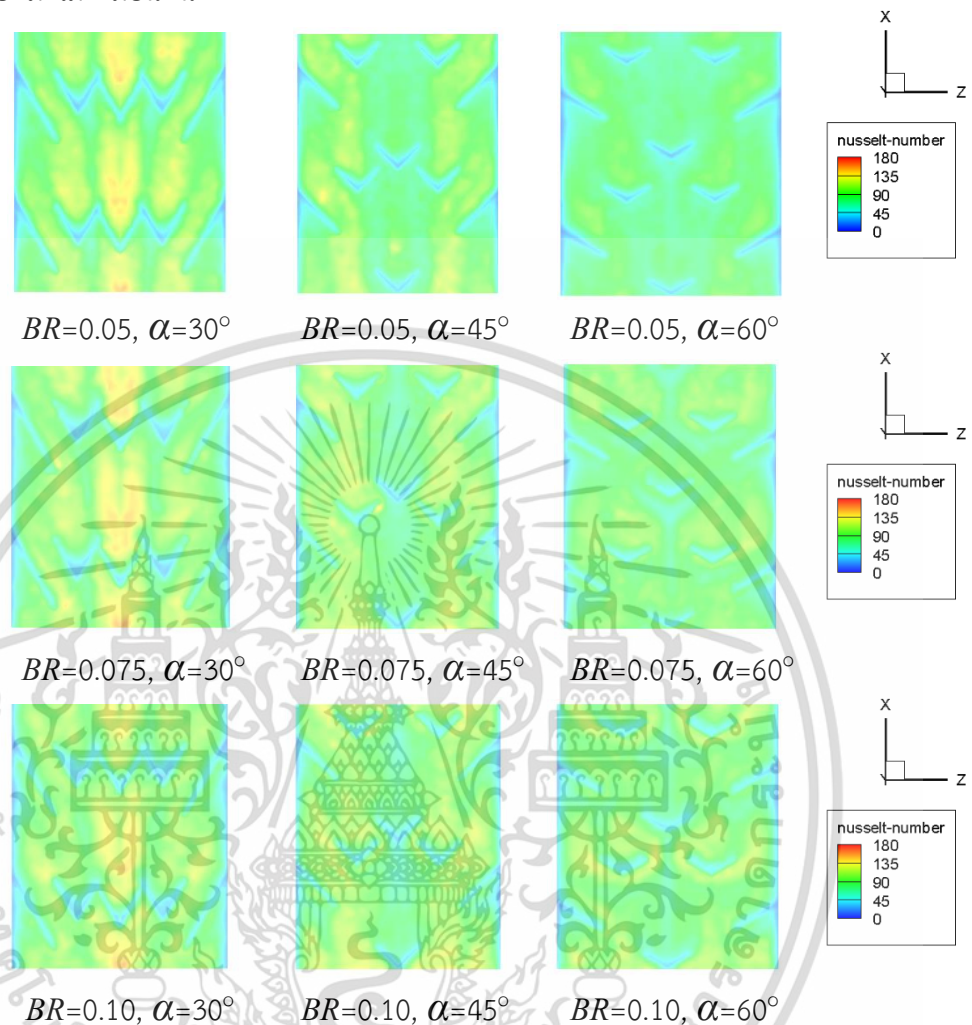 X
Z
nusselt-number
180
135
90
45
0
BR=0.05, α=30°
BR=0.05, α=45°
BR=0.05, α=60°
X
Z
nusselt-number
180
135
90
45
0
BR=0.075, α=30°
BR=0.075, α=45°
BR=0.075, α=60°
X
Z
nusselt-number
180
135
90
45
0
BR=0.10, α=30°
BR=0.10, α=45°
BR=0.10, α=60°